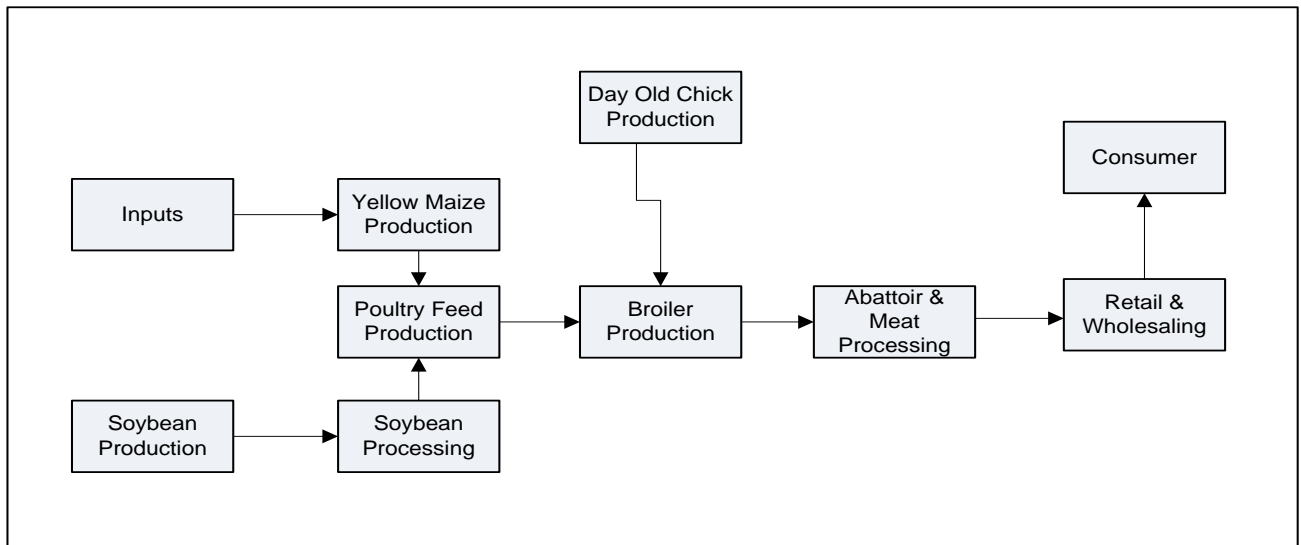 Day Old Chick
Production
Consumer
Inputs
Yellow Maize
Production
Poultry Feed
Production
Broiler
Production
Abattoir &
Meat
Processing
Retail &
Wholesaling
Soybean
Production
Soybean
Processing